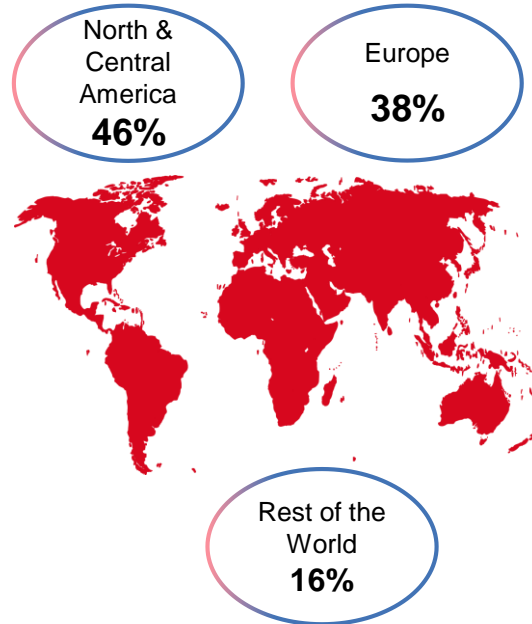 North &
Central
America
46%
Europe
38%
Rest of the
World
16%